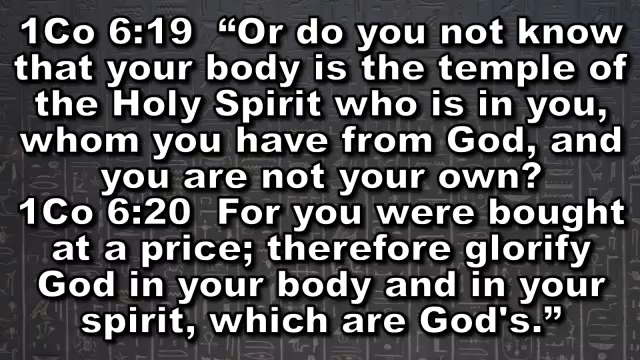 1Co 6:19  “Or do you not know
that your body is the temple of
the Holy Spirit who is in you,
whom you have from God, and
you are not your own?
1Co 6:20  For you were bought
at a price; therefore glorify
God in your body and in your
spirit, which are God's.”